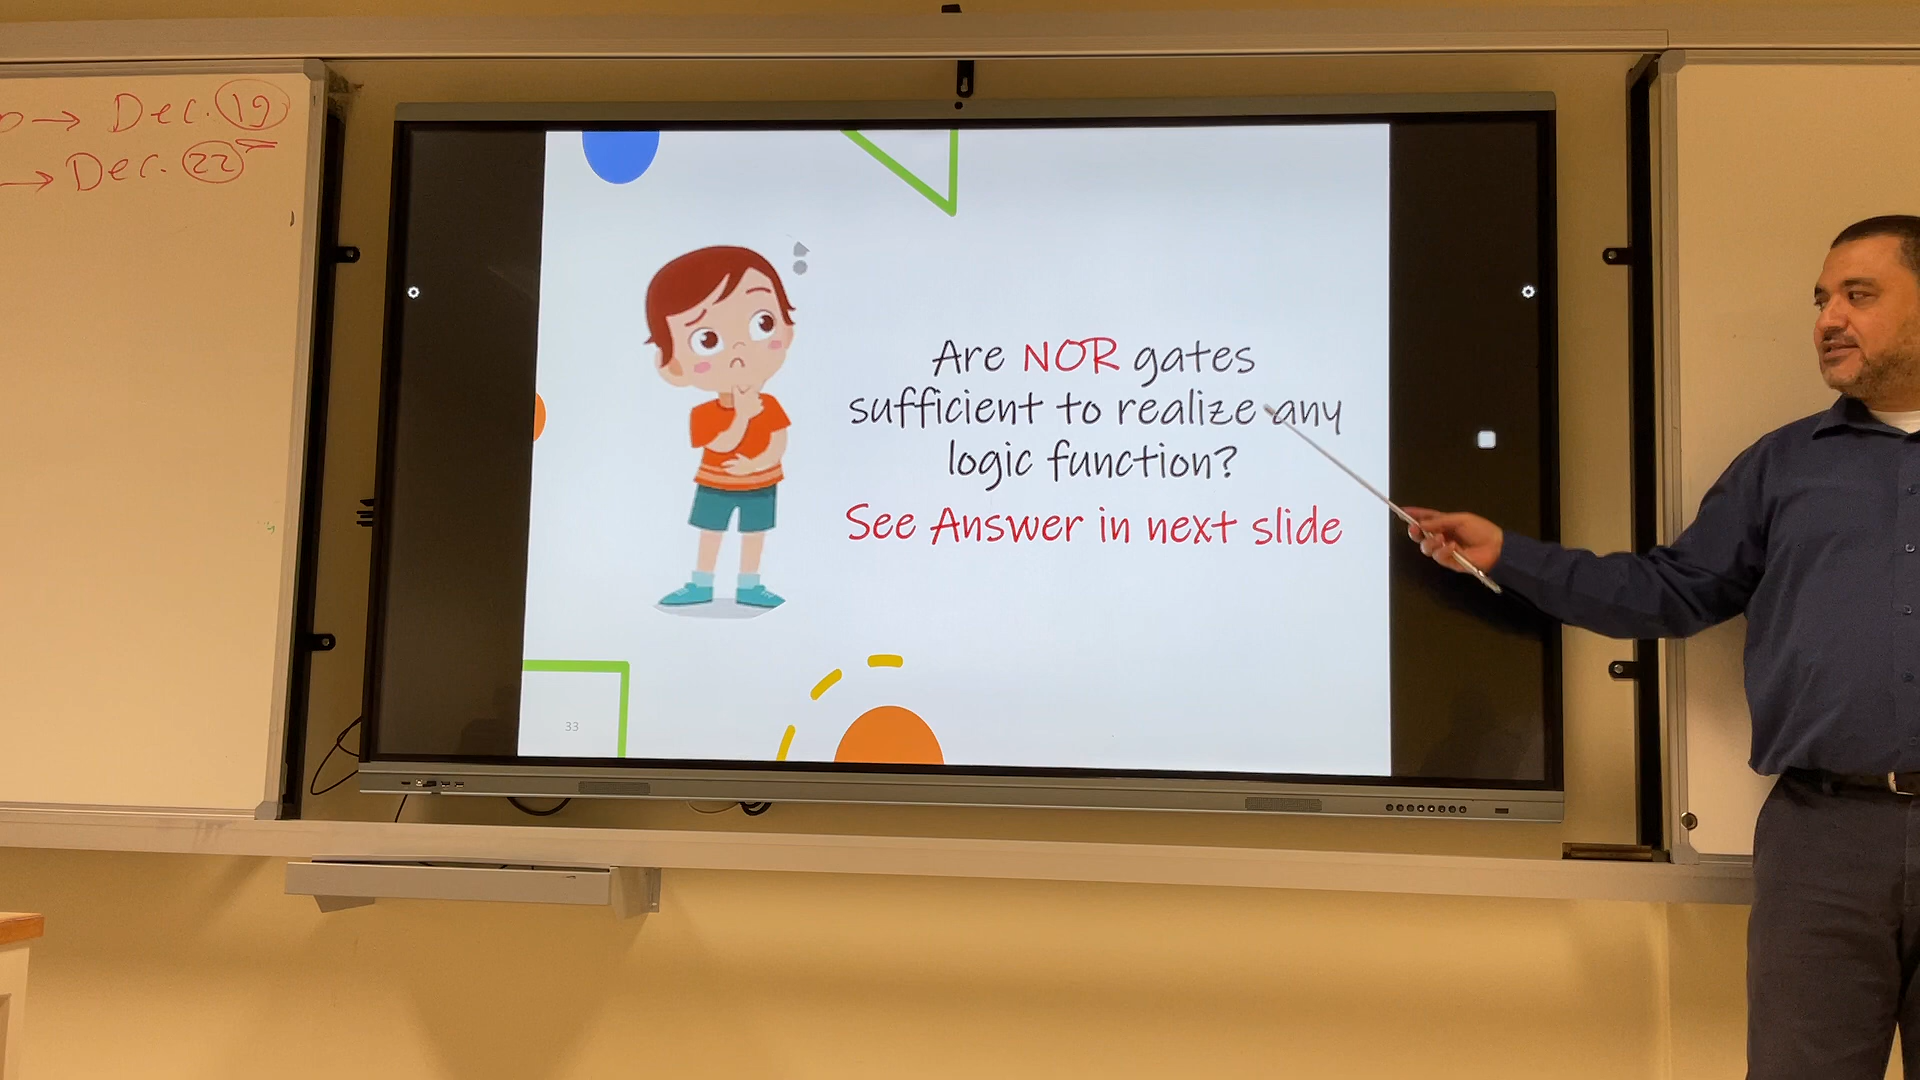 → Dec. 19
→ Dec. 22
Are NOR gates
sufficient to realize any
logic function?
See Answer in next slide
33